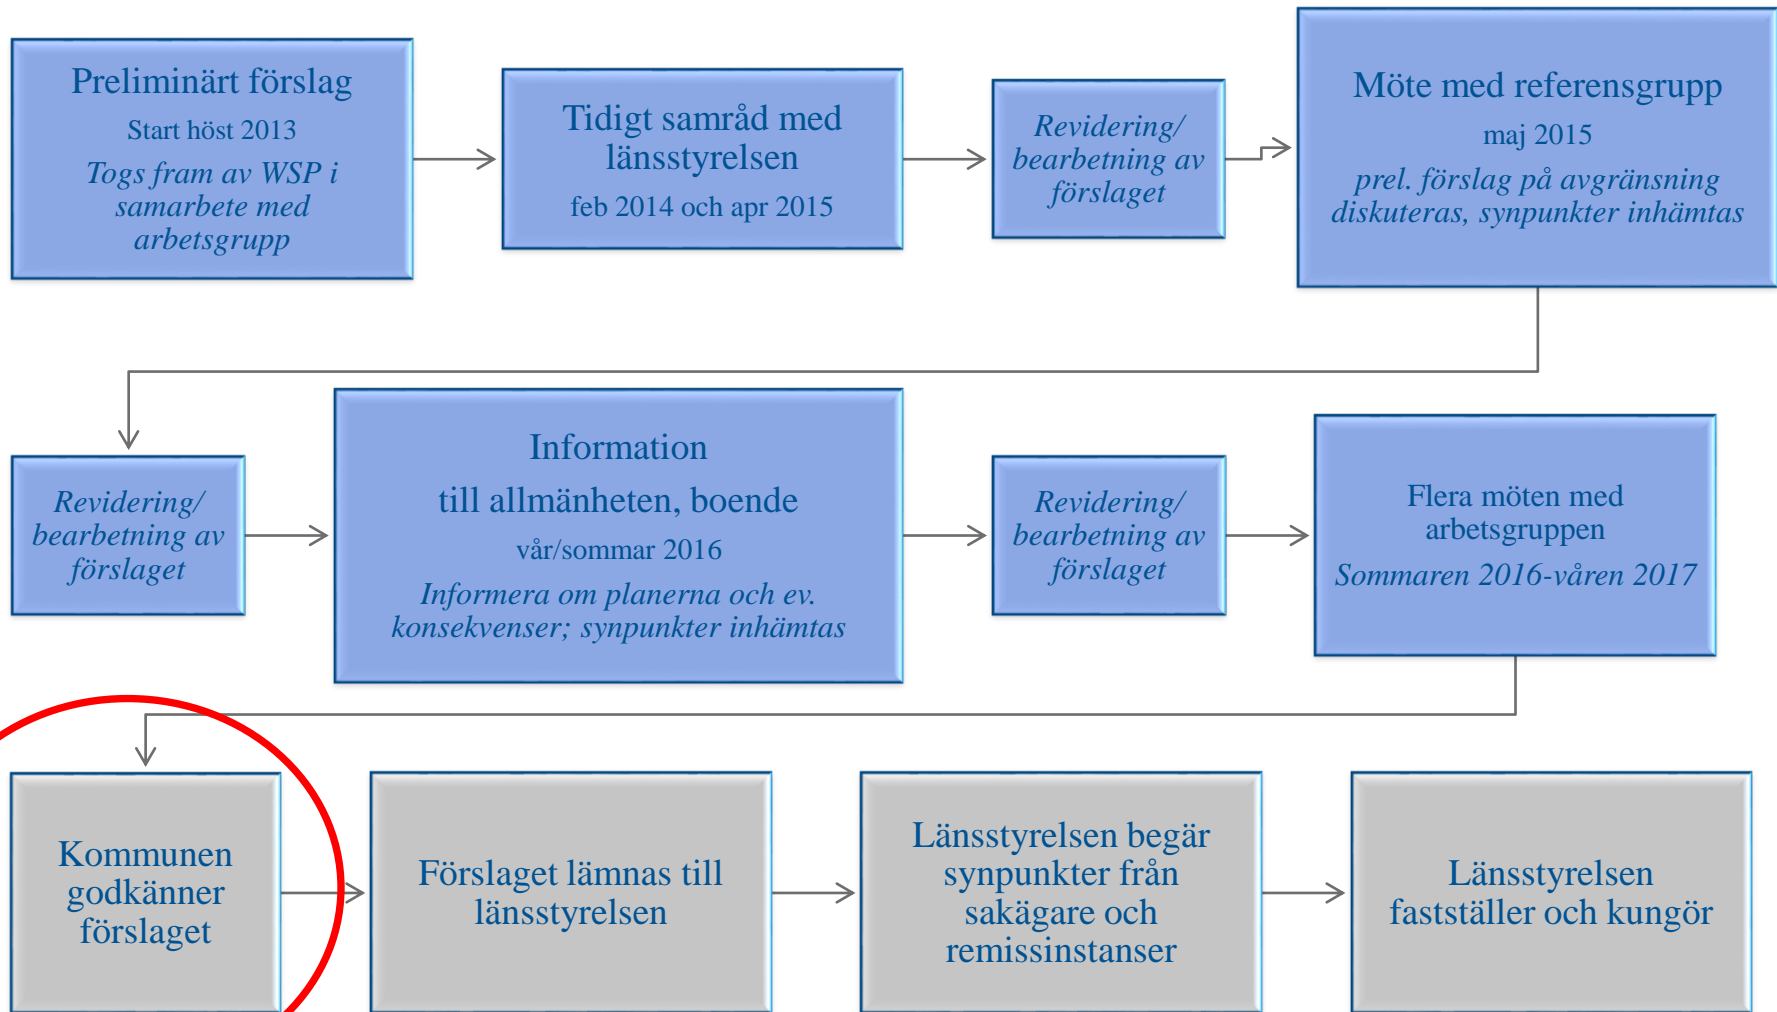 Preliminärt förslag
Start höst 2013
Togs fram av WSP i
samarbete med
arbetsgrupp
Tidigt samråd med
länsstyrelsen
feb 2014 och apr 2015
Revidering/
bearbetning av
förslaget
Möte med referensgrupp
maj 2015
prel. förslag på avgränsning
diskuteras, synpunkter inhämtas
Revidering/
bearbetning av
förslaget
Information
till allmänheten, boende
vår/sommar 2016
Informera om planerna och ev.
konsekvenser; synpunkter inhämtas
Revidering/
bearbetning av
förslaget
Flera möten med
arbetsgruppen
Sommaren 2016-våren 2017
Kommunen
godkänner
förslaget
Förslaget lämnas till
länsstyrelsen
Länsstyrelsen begär
synpunkter från
sakägare och
remissinstanser
Länsstyrelsen
fastställer och kungör